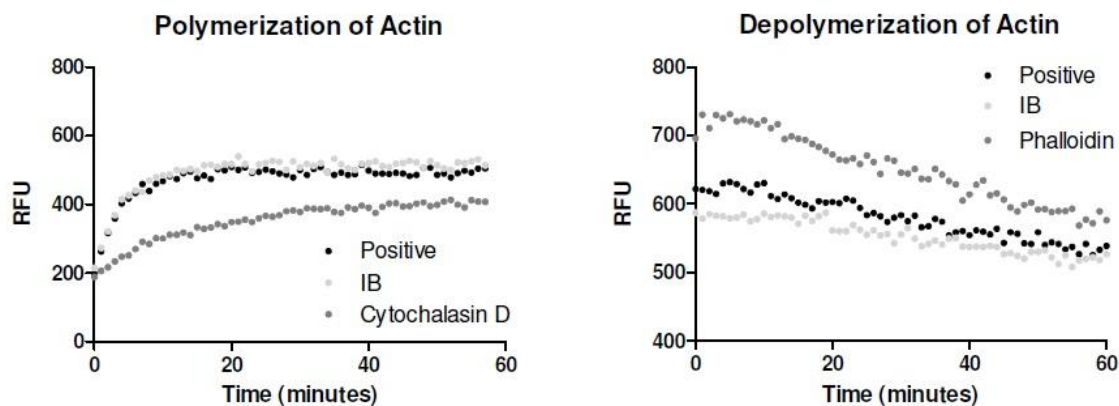 Polymerization of Actin
800
600
400
200
0
RFU
Positive
IB
Cytochalasin D
0 20 40 60
Time (minutes)
Depolymerization of Actin
800
700
600
500
400
RFU
Positive
IB
Phalloidin
0 20 40 60
Time (minutes)